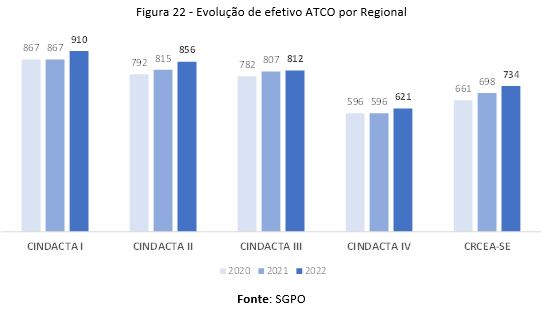 Figura 22 - Evolução de efetivo ATCO por Regional
867 867 910
792 815 856
782 807 812
596 596 621
661 698 734
CINDACTA I CINDACTA II CINDACTA III CINDACTA IV CRCEA-SE
2020 2021 2022
Fonte: SGPO